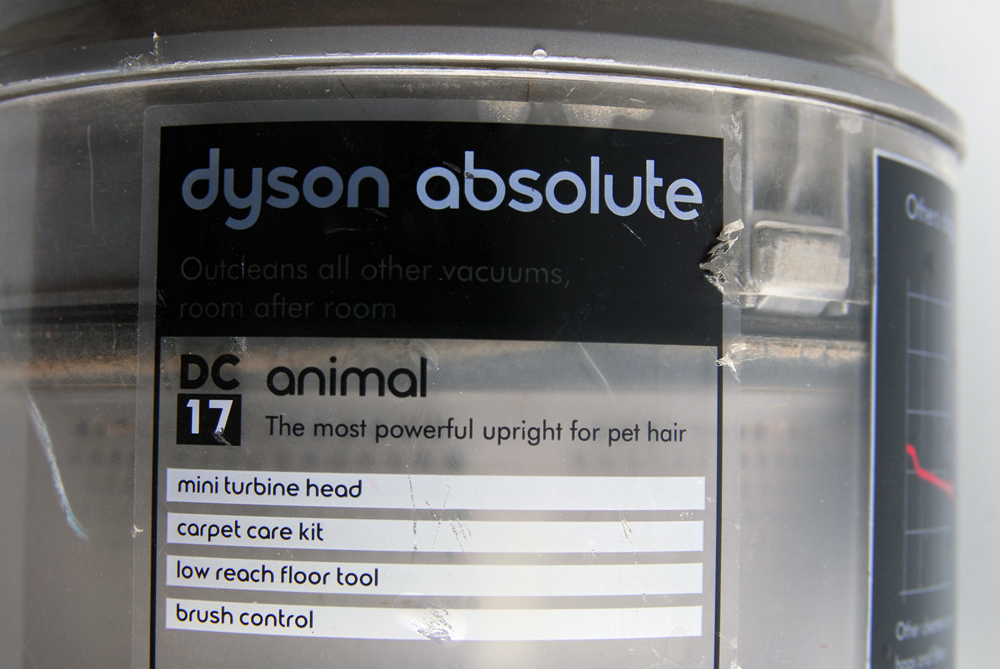 dyson absolute
Outcleans all other vacuums,
room after room
DC
17
animal
The most powerful upright for pet hair
mini turbine head
carpet care kit
low reach floor tool
brush control
Other